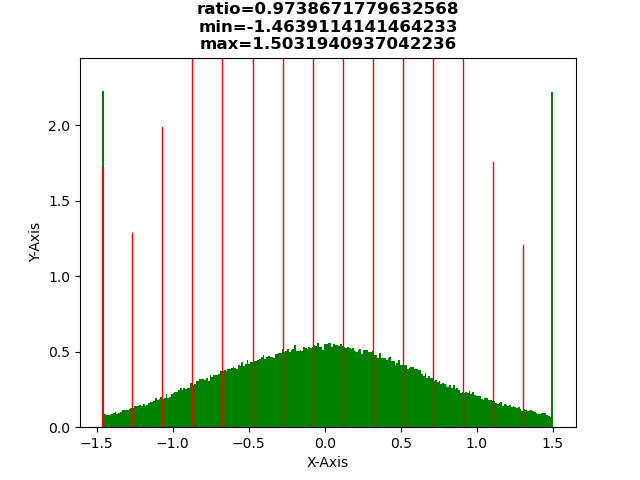 ratio=0.9738671779632568
min=-1.4639114141464233
max=1.5031940937042236
2.0
1.5
1.0
0.5
0.0
Y-Axis
−1.5 −1.0 −0.5 0.0 0.5 1.0 1.5
X-Axis